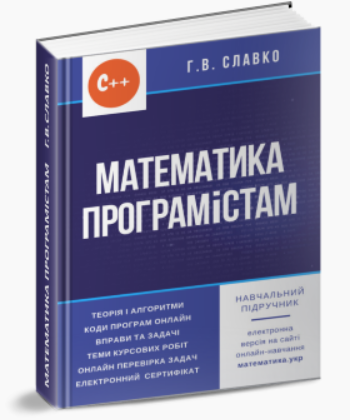 C++
Г.В. СЛАВКО
МАТЕМАТИКА
ПРОГРАМіСТАМ
ТЕОРІЯ І АЛГОРИТМИ
КОДИ ПРОГРАМ ОНЛАЙН
ВПРАВИ ТА ЗАДАЧІ
ТЕМИ КУРСОВИХ РОБІТ
ОНЛАЙН ПЕРЕВІРКА ЗАДАЧ
ЕЛЕКТРОННИЙ СЕРТИФІКАТ
НАВЧАЛЬНИЙ
ПІДРУЧНИК
електронна
версія на сайті
онлайн-навчання
математика.укр
МАТЕМАТИКА ПРОГРАМІСТАМ Г.В.СЛАВКО